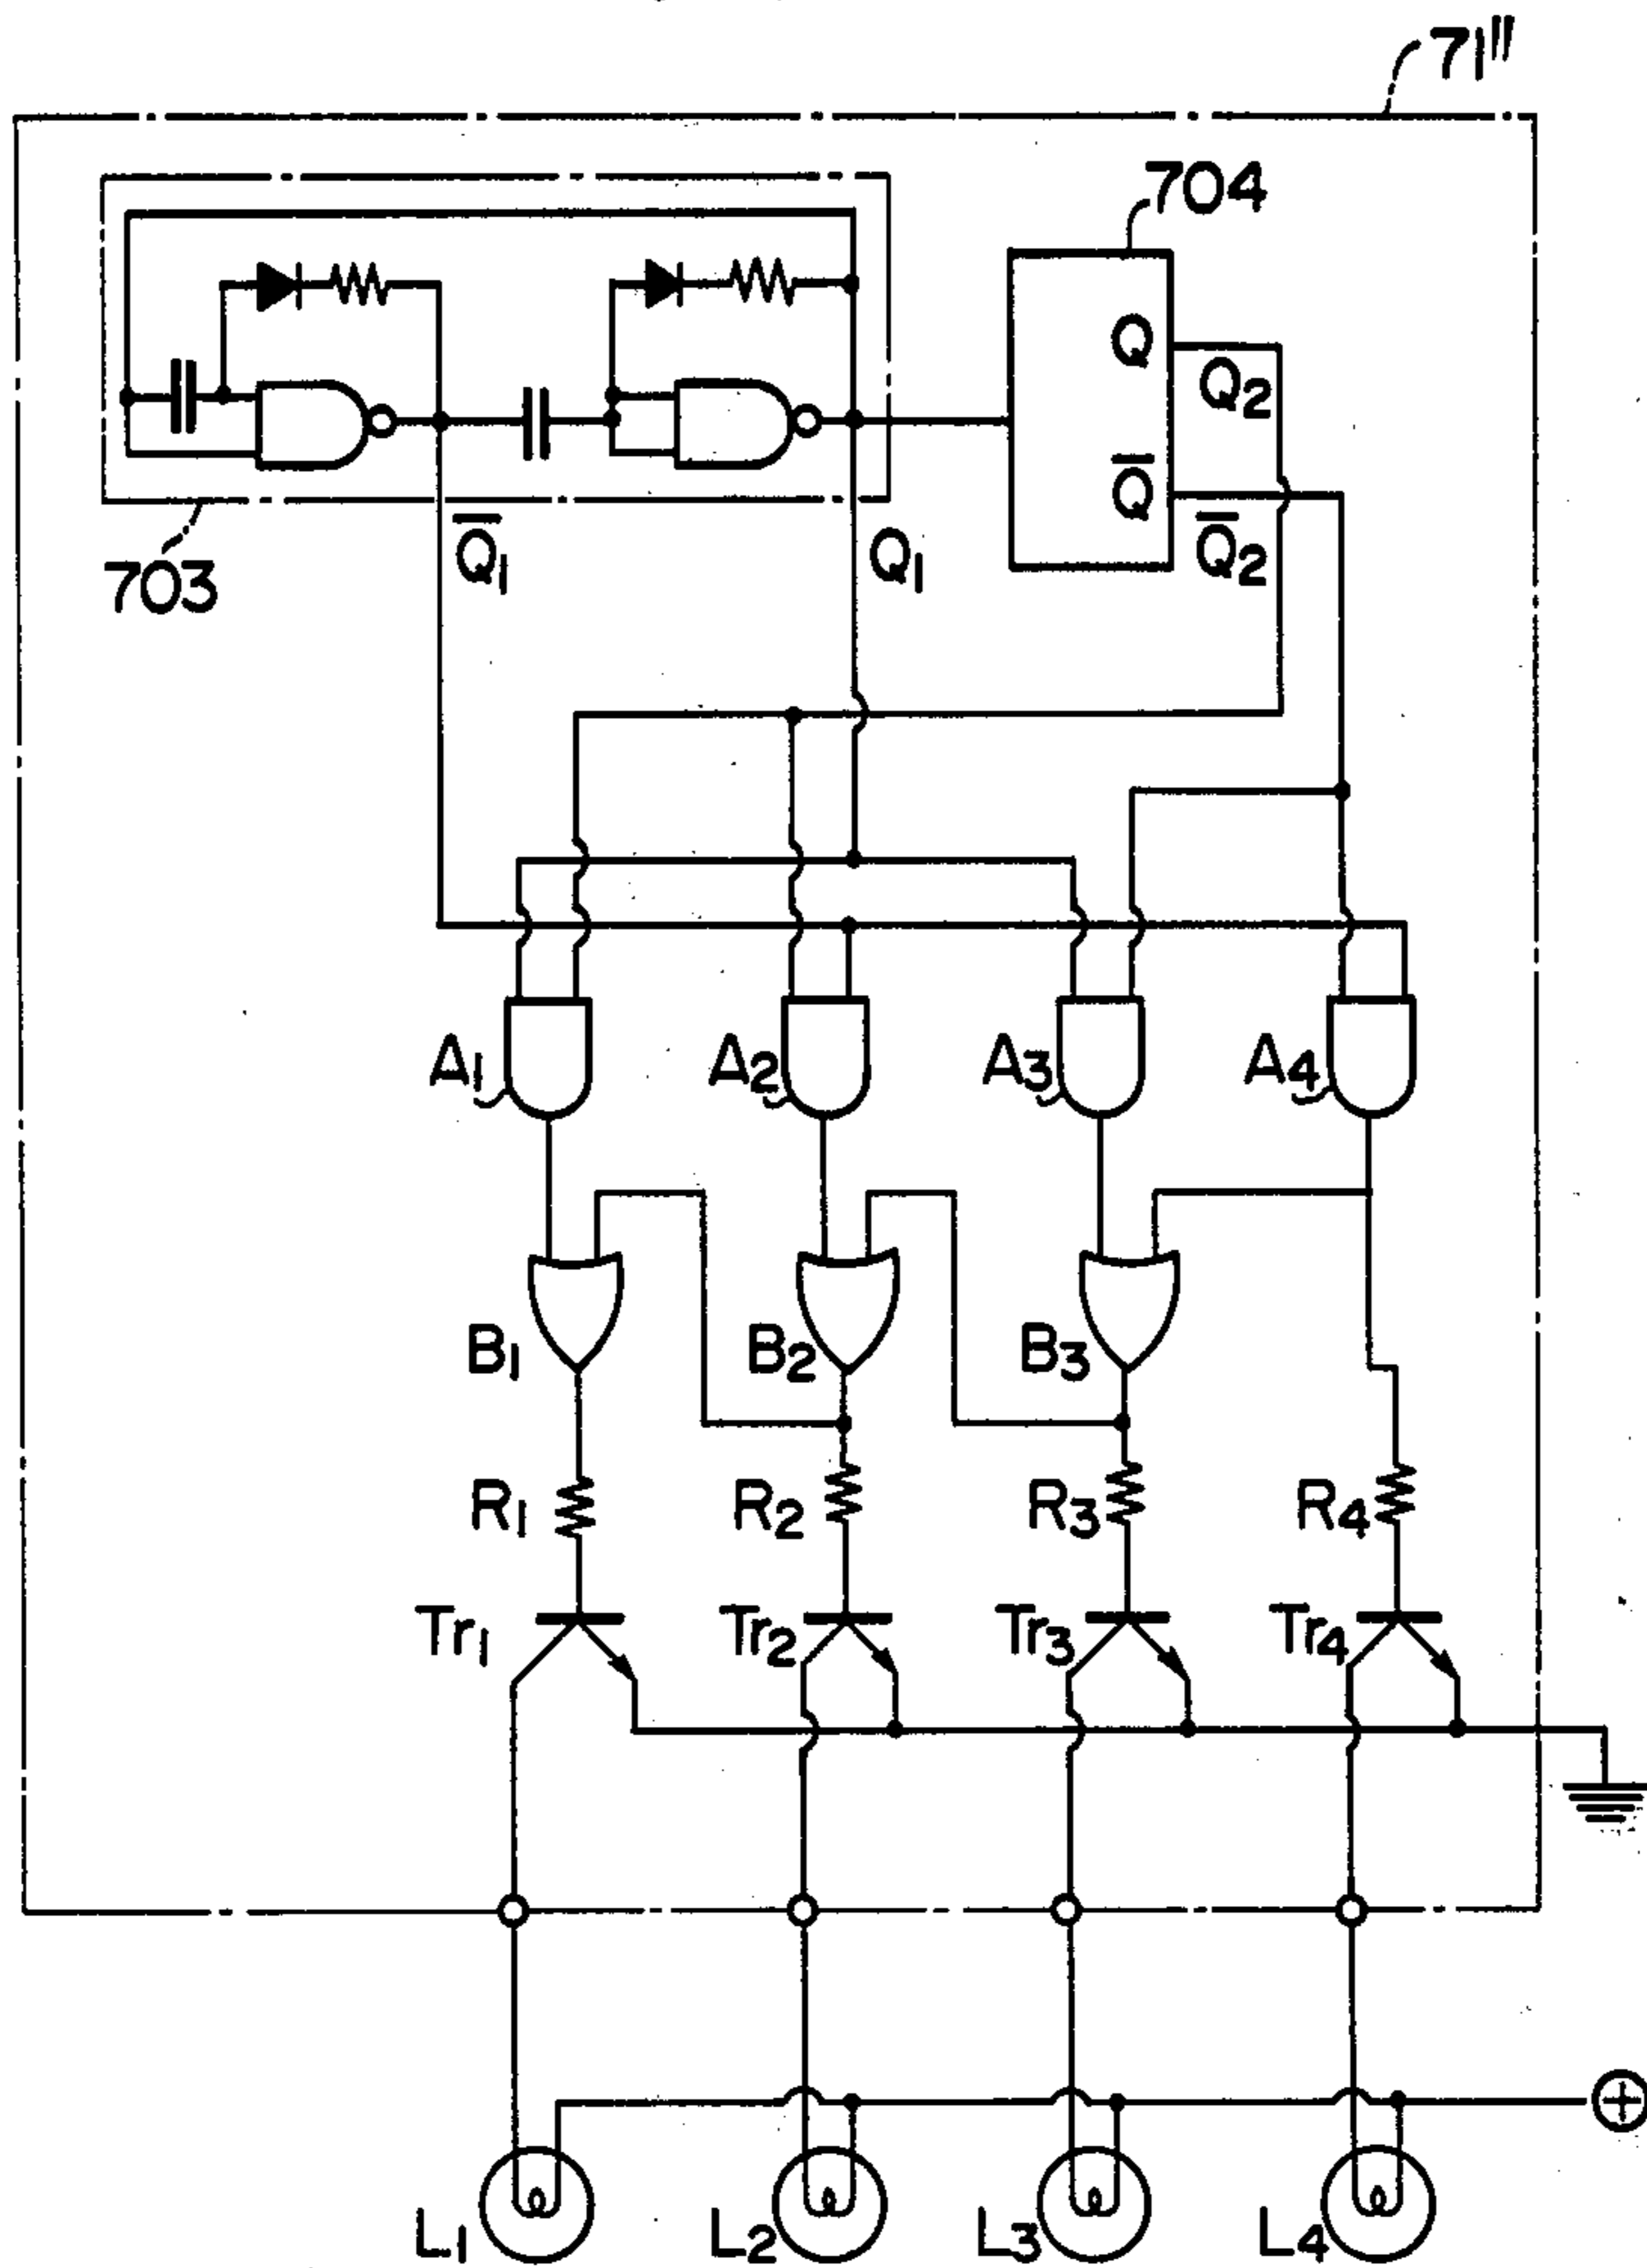 71'''
704
Q
Q₂
Q̅
Q̅₂
Q̅₁
Q₁
703
A₁ A₂ A₃ A₄
B₁ B₂ B₃
R₁ R₂ R₃ R₄
Tr₁ Tr₂ Tr₃ Tr₄
L₁ L₂ L₃ L₄